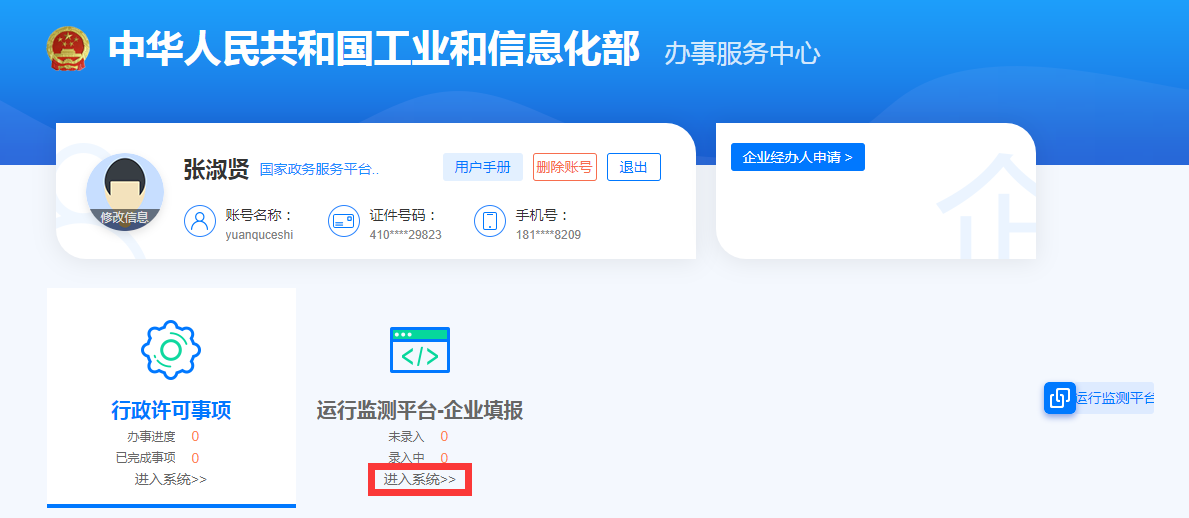 中华人民共和国工业和信息化部 办事服务中心
张淑贤 国家政务服务平台.. 用户手册 删除账号 退出
修改信息
账号名称：
yuanquceshi
证件号码：
410****29823
手机号：
181****8209
企业经办人申请 >
企
行政许可事项
办事进度 0
已完成事项 0
进入系统>>
运行监测平台-企业填报
未录入 0
录入中 0
进入系统>>
运行监测平台